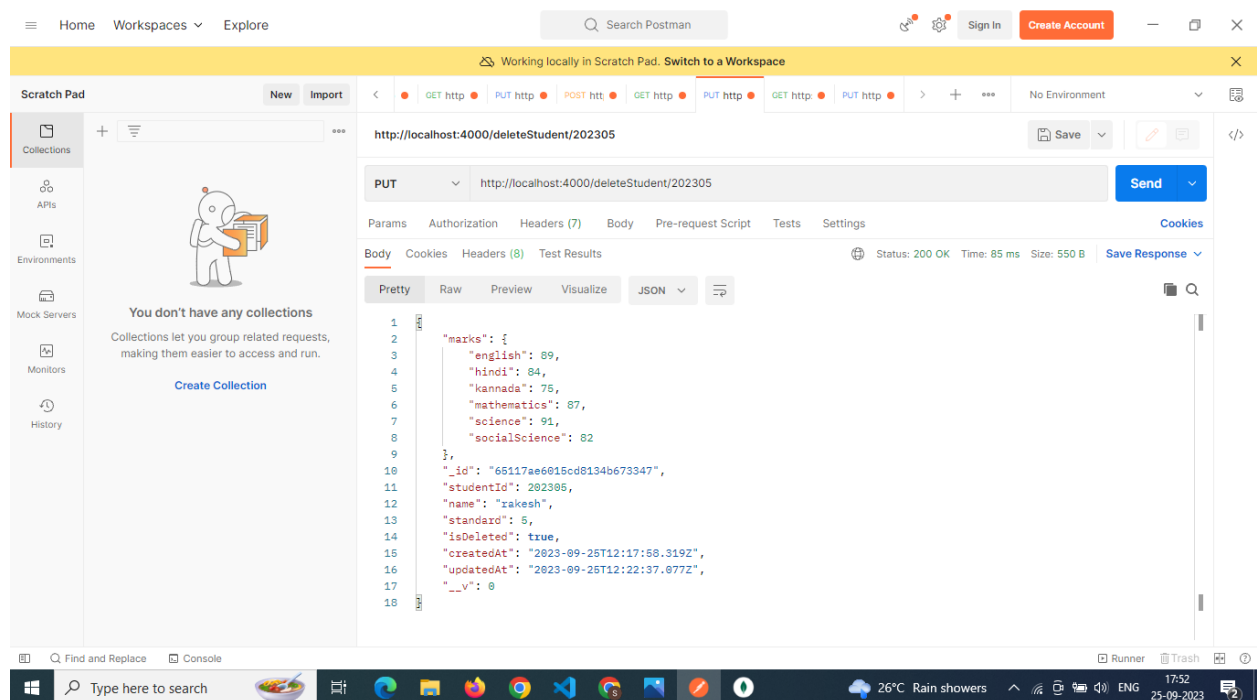 Home Workspaces Explore Search Postman Sign In Create Account
Working locally in Scratch Pad. Switch to a Workspace
Scratch Pad New Import GET http PUT http POST htt GET http PUT http GET http PUT http No Environment
http://localhost:4000/deleteStudent/202305 Save
Collections
PUT http://localhost:4000/deleteStudent/202305 Send
APIs
Params Authorization Headers (7) Body Pre-request Script Tests Settings Cookies
Environments
Body Cookies Headers (8) Test Results Status: 200 OK Time: 85 ms Size: 550 B Save Response
Pretty Raw Preview Visualize JSON
Mock Servers
You don't have any collections
Collections let you group related requests,
making them easier to access and run.
Monitors
Create Collection
History
1 {
2 "marks": {
3 "english": 89,
4 "hindi": 84,
5 "kannada": 75,
6 "mathematics": 87,
7 "science": 91,
8 "socialScience": 82
9 },
10 "_id": "65117ae6015cd8134b673347",
11 "studentId": 202305,
12 "name": "rakesh",
13 "standard": 5,
14 "isDeleted": true,
15 "createdAt": "2023-09-25T12:17:58.319Z",
16 "updatedAt": "2023-09-25T12:22:37.077Z",
17 "__v": 0
18 }
Find and Replace Console Runner Trash
Type here to search 26°C Rain showers ENG 17:52
25-09-2023 2